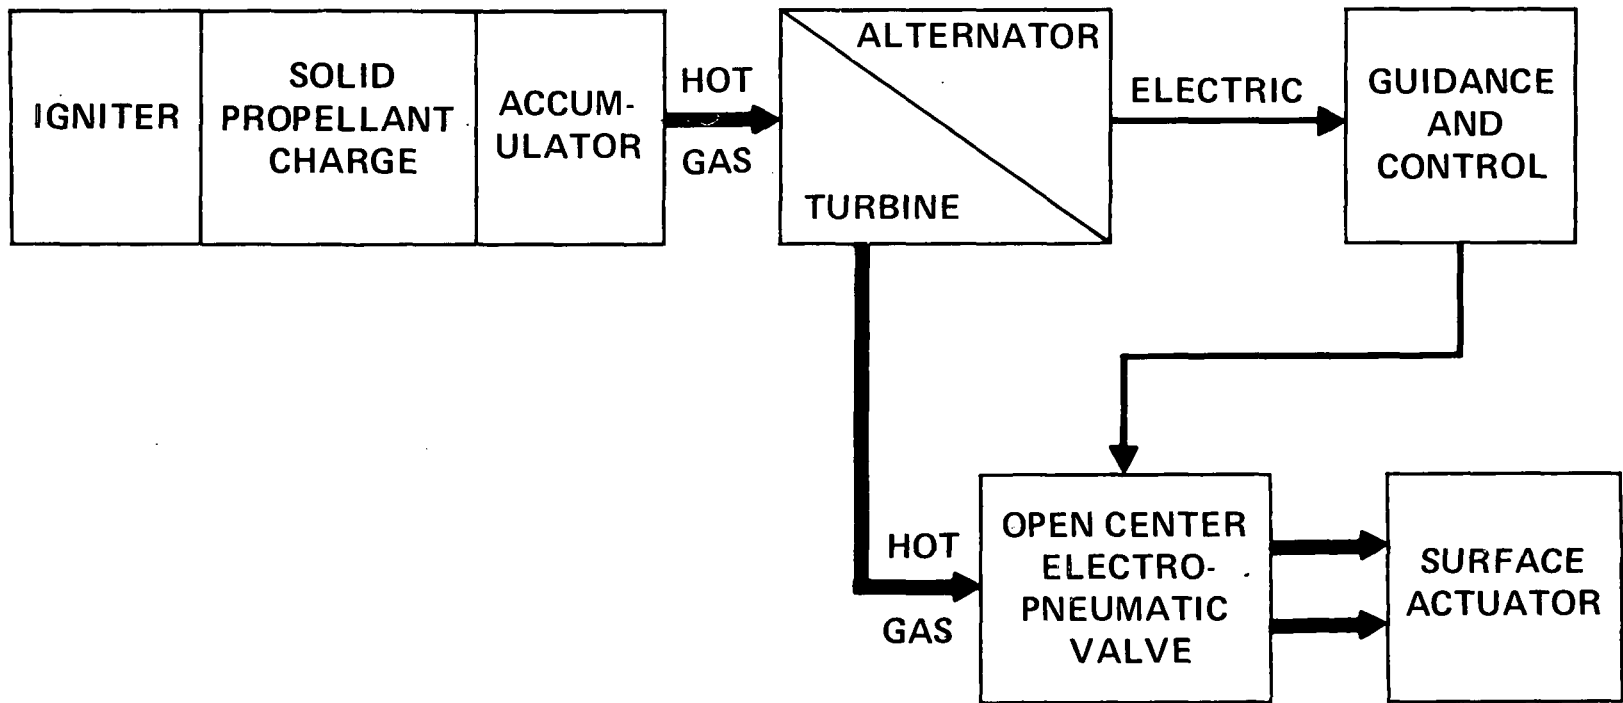 IGNITER
SOLID
PROPELLANT
CHARGE
ACCUM-
ULATOR
HOT
GAS
ALTERNATOR
TURBINE
ELECTRIC
GUIDANCE
AND
CONTROL
HOT
GAS
OPEN CENTER
ELECTRO-
PNEUMATIC
VALVE
SURFACE
ACTUATOR